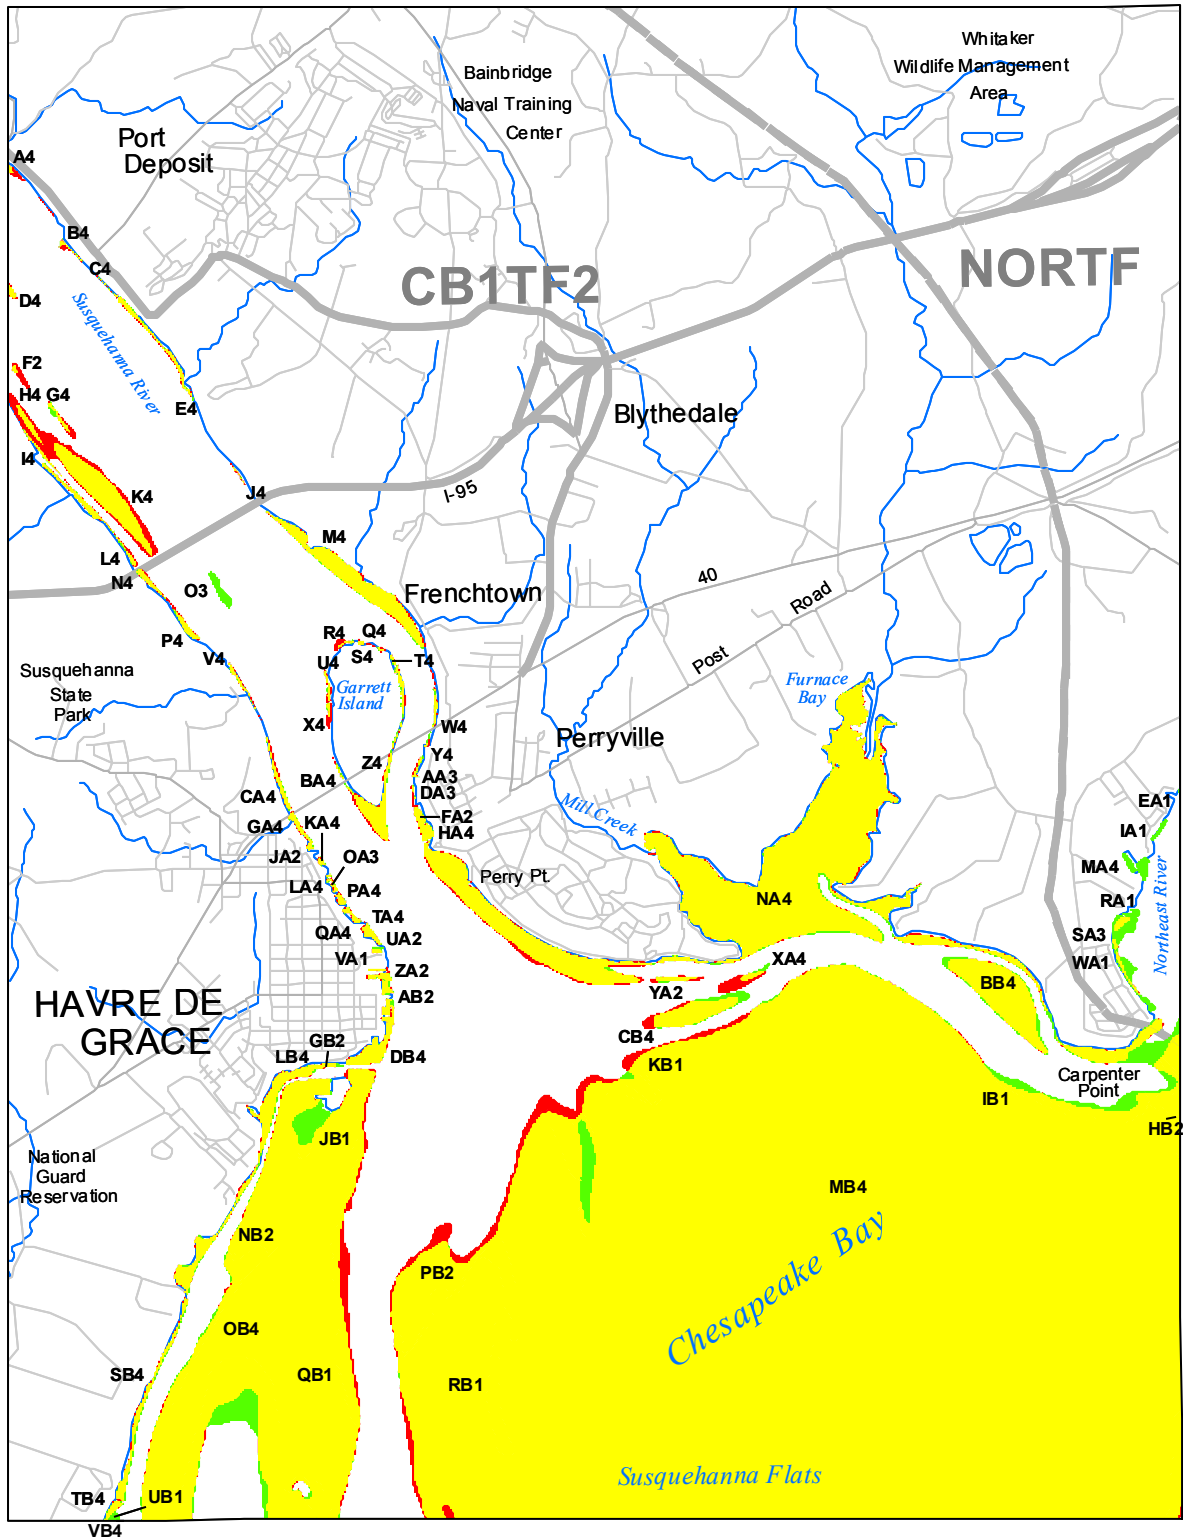 Whitaker
Wildlife Management
Area
Bainbridge
Naval Training
Center
Port
Deposit
A4
B4
C4
CB1TF2
NORTF
D4
Susquehanna River
F2
H4 G4
E4
Blythedale
I4
K4
J4
I-95
M4
L4
N4
O3
Frenchtown
40
Post Road
P4
V4
R4
Q4
S4
U4
T4
Susquehanna
State
Park
Garrett
Island
Furnace
Bay
X4
W4
Perryville
Y4
Z4
AA3
BA4
DA3
CA4
FA2
Mill Creek
EA1
GA4
KA4
HA4
IA1
JA2
OA3
MA4
LA4
PA4
Perry Pt.
NA4
RA1
TA4
QA4
UA2
SA3
VA1
WA1
Northeast River
XA4
ZA2
YA2
AB2
BB4
HAVRE DE
GRACE
CB4
GB2
LB4
DB4
KB1
Carpenter
Point
IB1
HB2
JB1
National
Guard
Reservation
MB4
NB2
Chesapeake Bay
PB2
OB4
SB4
QB1
RB1
Susquehanna Flats
TB4
UB1
VB4